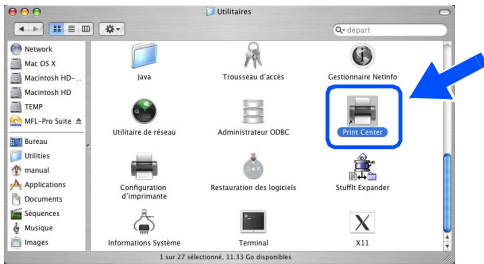 Utilitaires
départ
Network
Mac OS X
Macintosh HD-...
Macintosh HD
TEMP
MFL-Pro Suite
Bureau
Utilities
manual
Applications
Documents
Séquences
Musique
Images
Java
Trousseau d'accès
Gestionnaire NetInfo
Utilitaire de réseau
Administrateur ODBC
Print Center
Configuration
d'imprimante
Restauration des logiciels
StuffIt Expander
Informations Système
Terminal
X11
1 sur 27 sélectionné, 11.33 Go disponibles